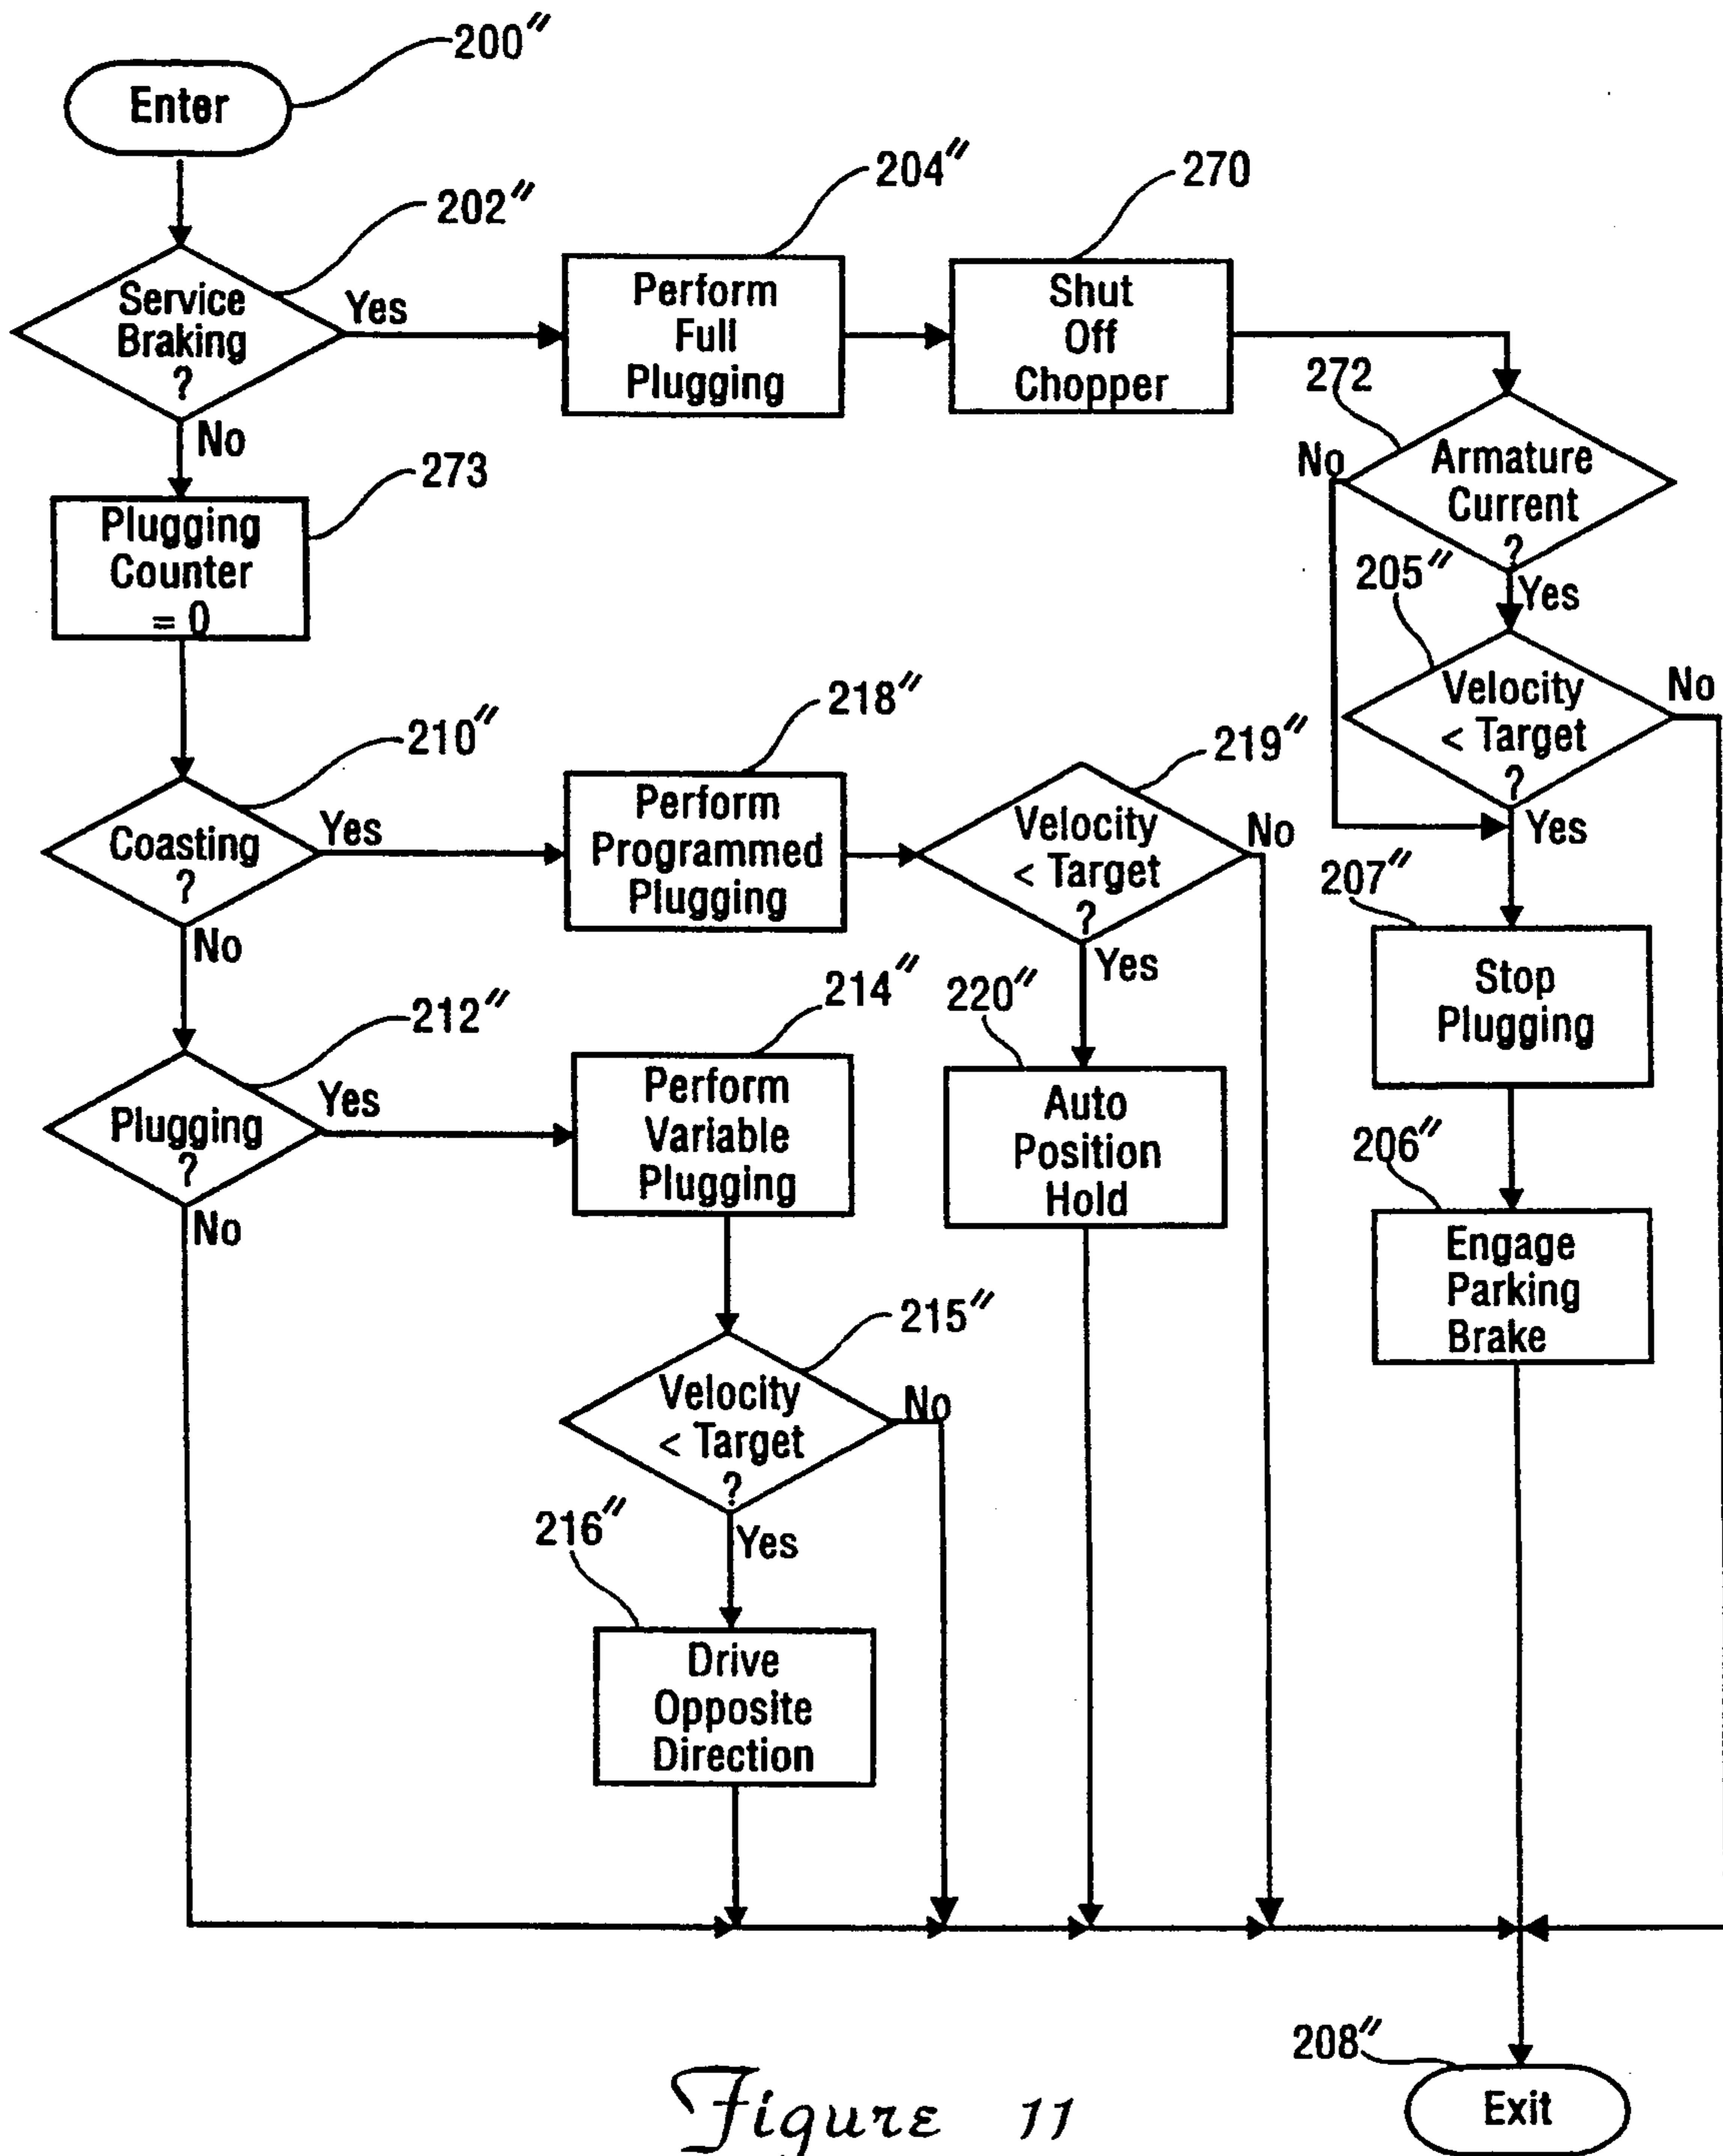 200"
Enter
202"
Service
Braking
?
Yes
No
204"
Perform
Full
Plugging
270
Shut
Off
Chopper
272
Armature
Current
?
No
Yes
205"
Velocity
< Target
?
No
Yes
207"
Stop
Plugging
206"
Engage
Parking
Brake
273
Plugging
Counter
= 0
210"
Coasting
?
Yes
No
218"
Perform
Programmed
Plugging
219"
Velocity
< Target
?
No
Yes
220"
Auto
Position
Hold
212"
Plugging
?
Yes
No
214"
Perform
Variable
Plugging
215"
Velocity
< Target
?
No
Yes
216"
Drive
Opposite
Direction
208"
Exit
Figure 11